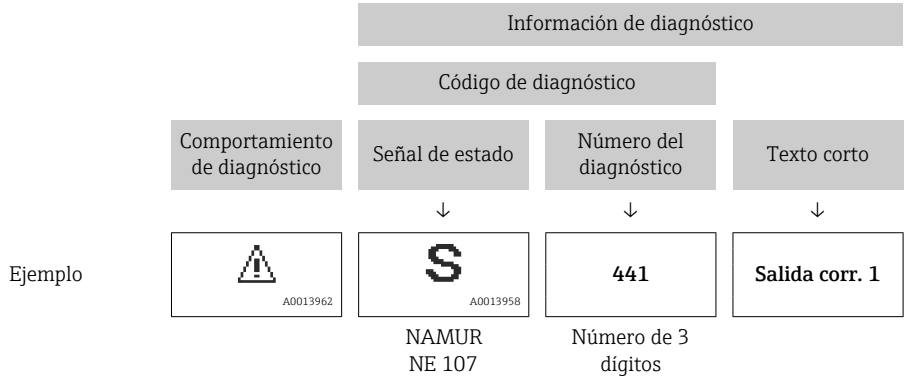 Información de diagnóstico
Código de diagnóstico
Comportamiento
de diagnóstico
Señal de estado
Número del
diagnóstico
Texto corto
↓ ↓ ↓
Ejemplo
A0013962
S
A0013958
441
Salida corr. 1
NAMUR
NE 107
Número de 3
dígitos